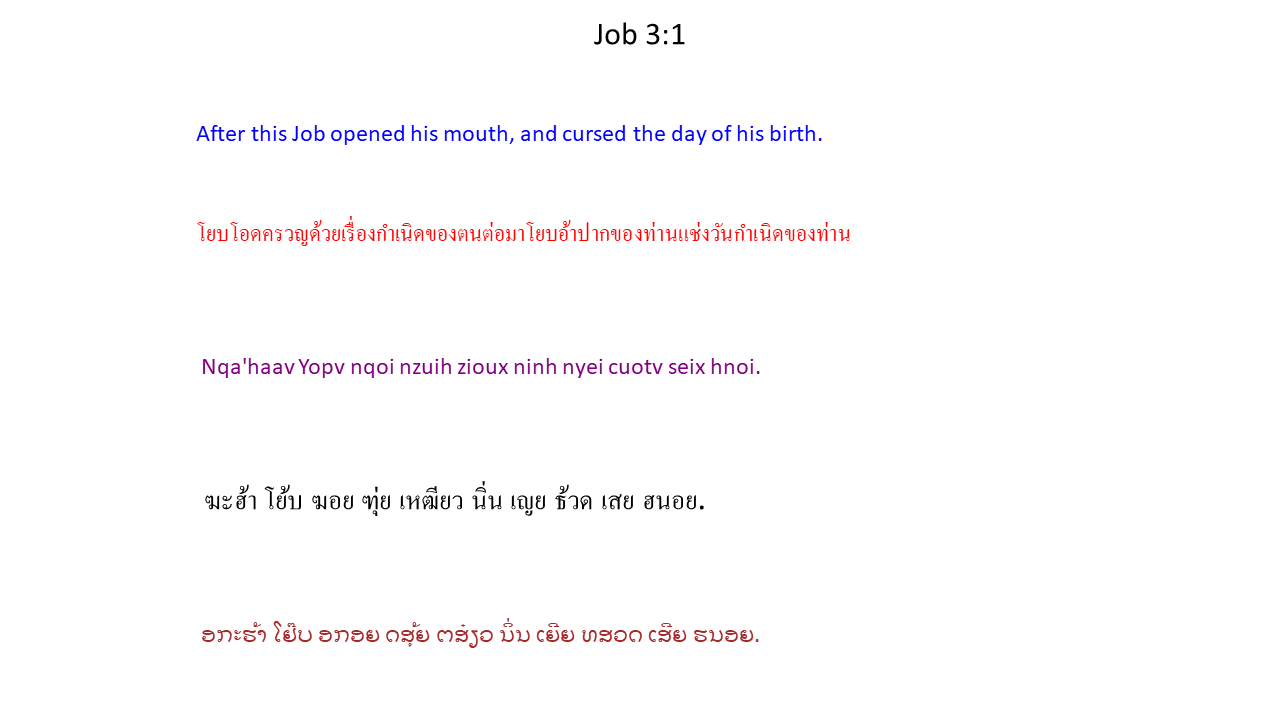 Job 3:1
After this Job opened his mouth, and cursed the day of his birth.
โยบโอดครวญด้วยเรื่องกำเนิดของตนต่อมาโยบอ้าปากของท่านแช่งวันกำเนิดของท่าน
Nqa'haav Yopv nqoi nzuih zioux ninh nyei cuotv seix hnoi.
ฆะฮ้า โย้บ ฆอย ฑุ่ย เหฒียว นิ่น เญย ธ้วด เสย ฮนอย.
ອກະຮ້າ ໂຢ໊ບ ອກອຍ ດສຸ້ຍ ຕສ໋ຽວ ນິ່ນ ເຍີຍ ທສວດ ເສີຍ ຮນອຍ.